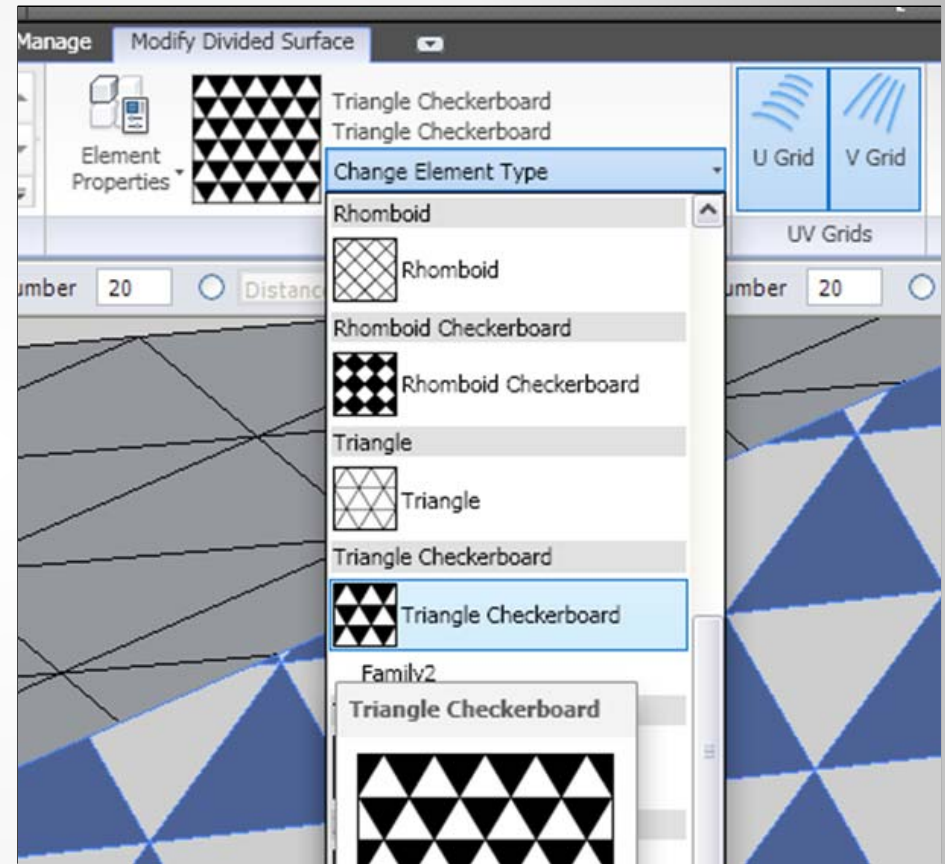 Manage Modify Divided Surface
Triangle Checkerboard
Triangle Checkerboard
Element
Properties
Change Element Type
U Grid V Grid
UV Grids
Rhomboid
Rhomboid
Rhomboid Checkerboard
Rhomboid Checkerboard
Triangle
Triangle
Triangle Checkerboard
Triangle Checkerboard
Family2
Triangle Checkerboard
umber 20 Distanc umber 20